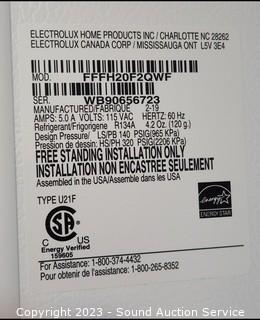 ELECTROLUX HOME PRODUCTS INC / CHARLOTTE NC 28262
ELECTROLUX CANADA CORP / MISSISSAUGA ONT L5V 3E4
MOD. FFFH20F2QWF
SER. WB90656723
MANUFACTURED/FABRIQUE 2-19
AMPS: 5.0 A VOLTS: 115 VAC HERTZ: 60 Hz
Refrigerant/Frigorigene R134A 4.2 Oz. (120 g.)
Design Pressure/ LS/PB 140 PSIG(965 KPa)
Pression de dessin: HS/PH 320 PSIG(2206 KPa)
FREE STANDING INSTALLATION ONLY
INSTALLATION NON ENCASTREE SEULEMENT
Assembled in the USA/Assemble dans les USA
TYPE U21F
ENERGY STAR
C US
Energy Verified
159605
For Assistance: 1-800-374-4432
Pour obtenir de l'assistance: 1-800-265-8352
Copyright 2023 - Sound Auction Service